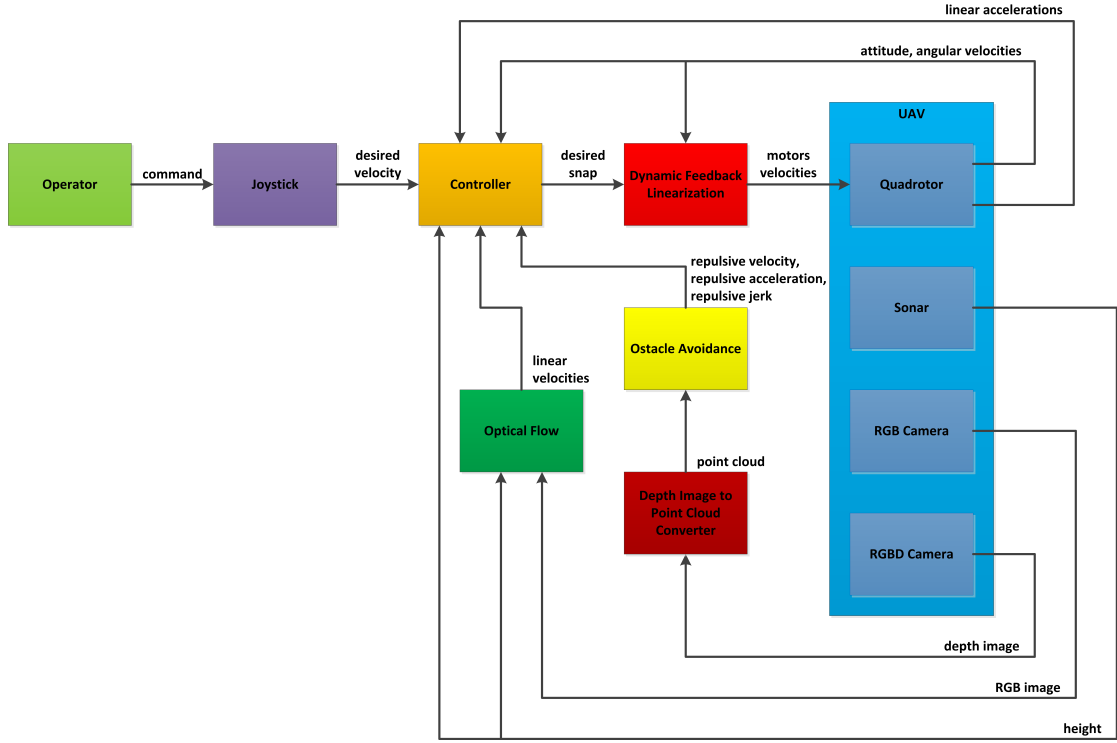 linear accelerations
attitude, angular velocities
UAV
Operator
command
Joystick
desired
velocity
Controller
desired
snap
Dynamic Feedback
Linearization
motors
velocities
Quadrotor
repulsive velocity,
repulsive acceleration,
repulsive jerk
Sonar
Ostacle Avoidance
linear
velocities
Optical Flow
RGB Camera
point cloud
Depth Image to
Point Cloud
Converter
RGBD Camera
depth image
RGB image
height